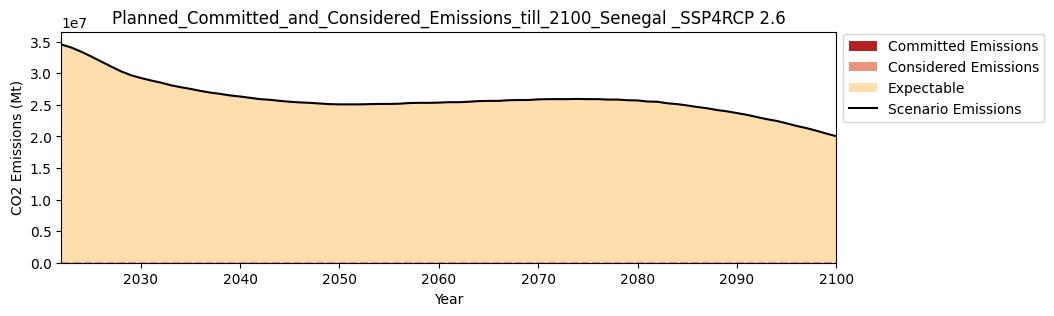 Planned_Committed_and_Considered_Emissions_till_2100_Senegal _SSP4RCP 2.6
1e7
3.5
3.0
2.5
2.0
1.5
1.0
0.5
0.0
CO2 Emissions (Mt)
2030 2040 2050 2060 2070 2080 2090 2100
Year
Committed Emissions
Considered Emissions
Expectable
Scenario Emissions